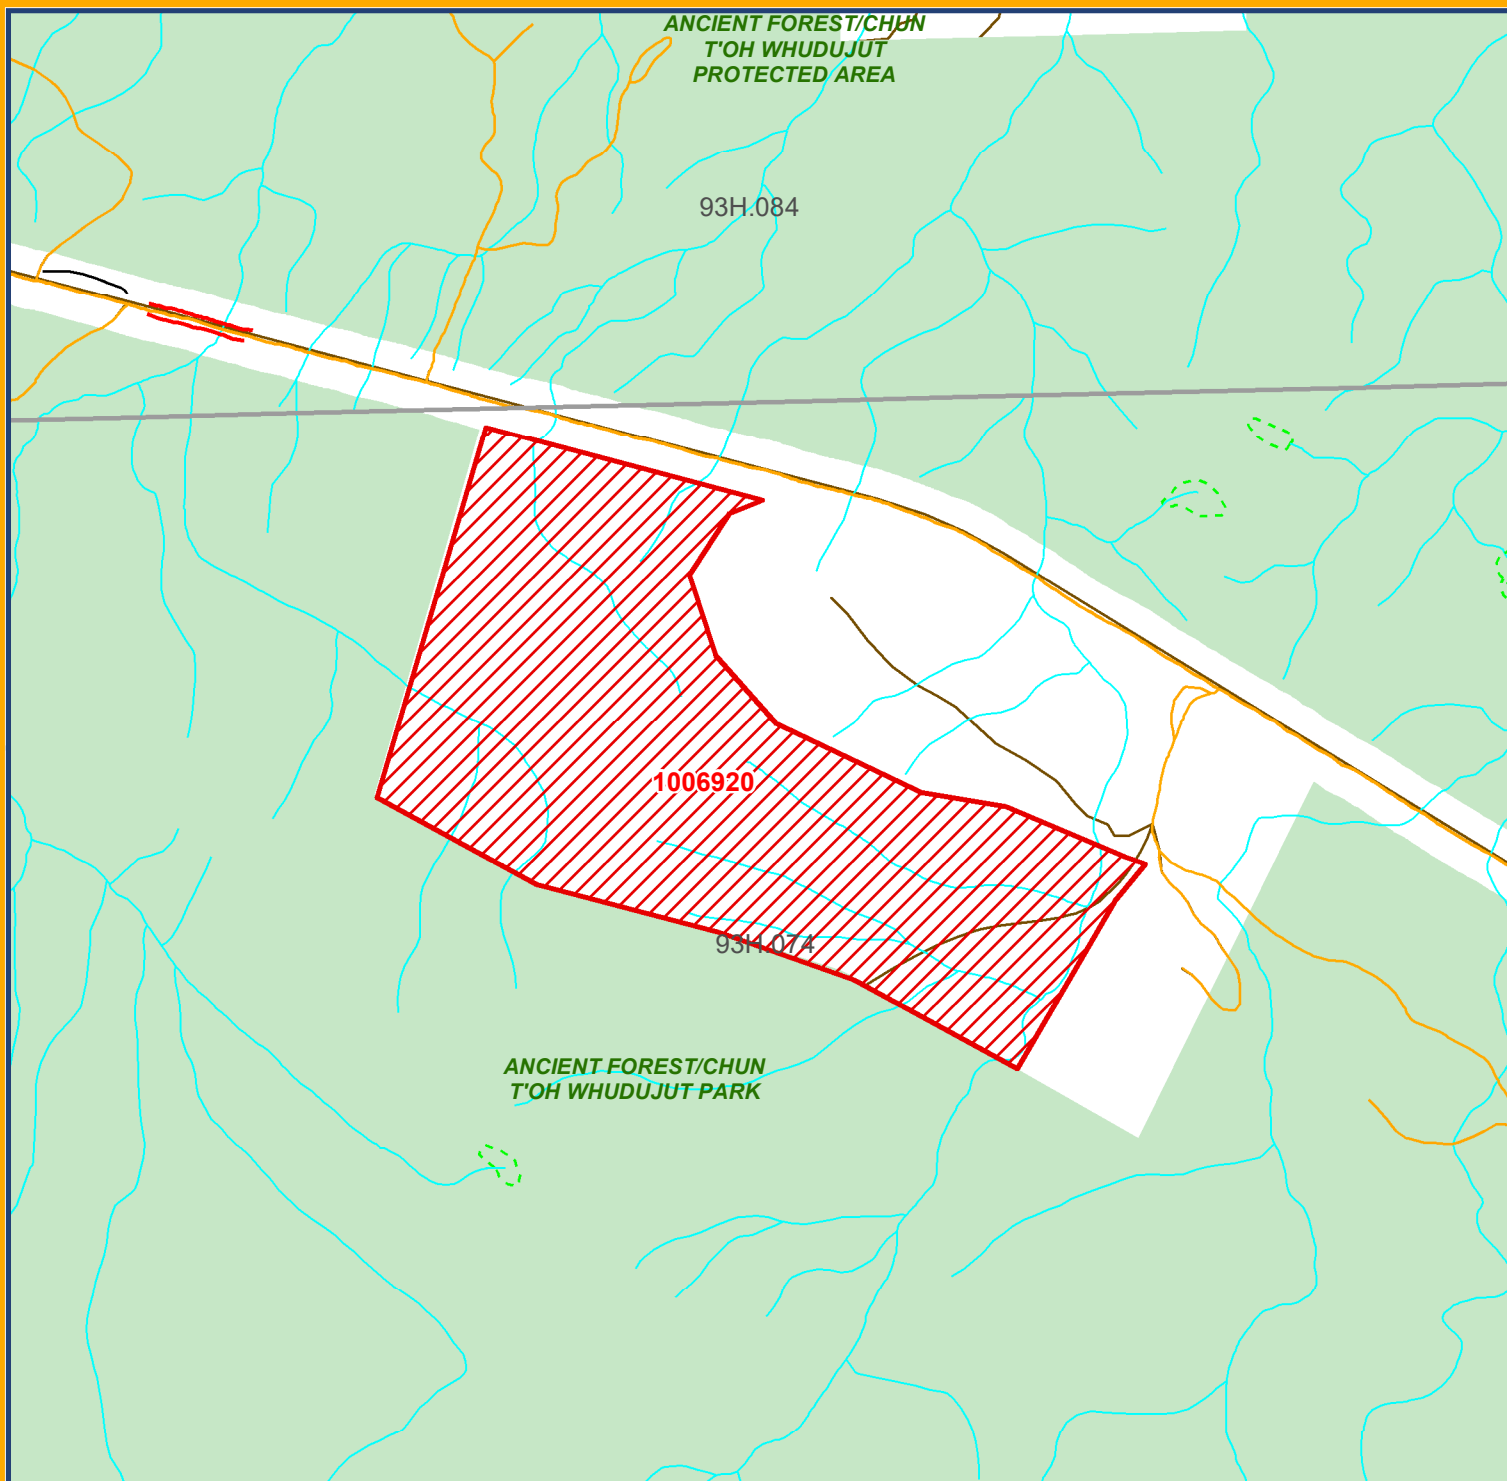 ANCIENT FOREST/CHUN
T'OH WHUDUJUT
PROTECTED AREA
93H.084
1006920
93H.074
ANCIENT FOREST/CHUN
T'OH WHUDUJUT PARK